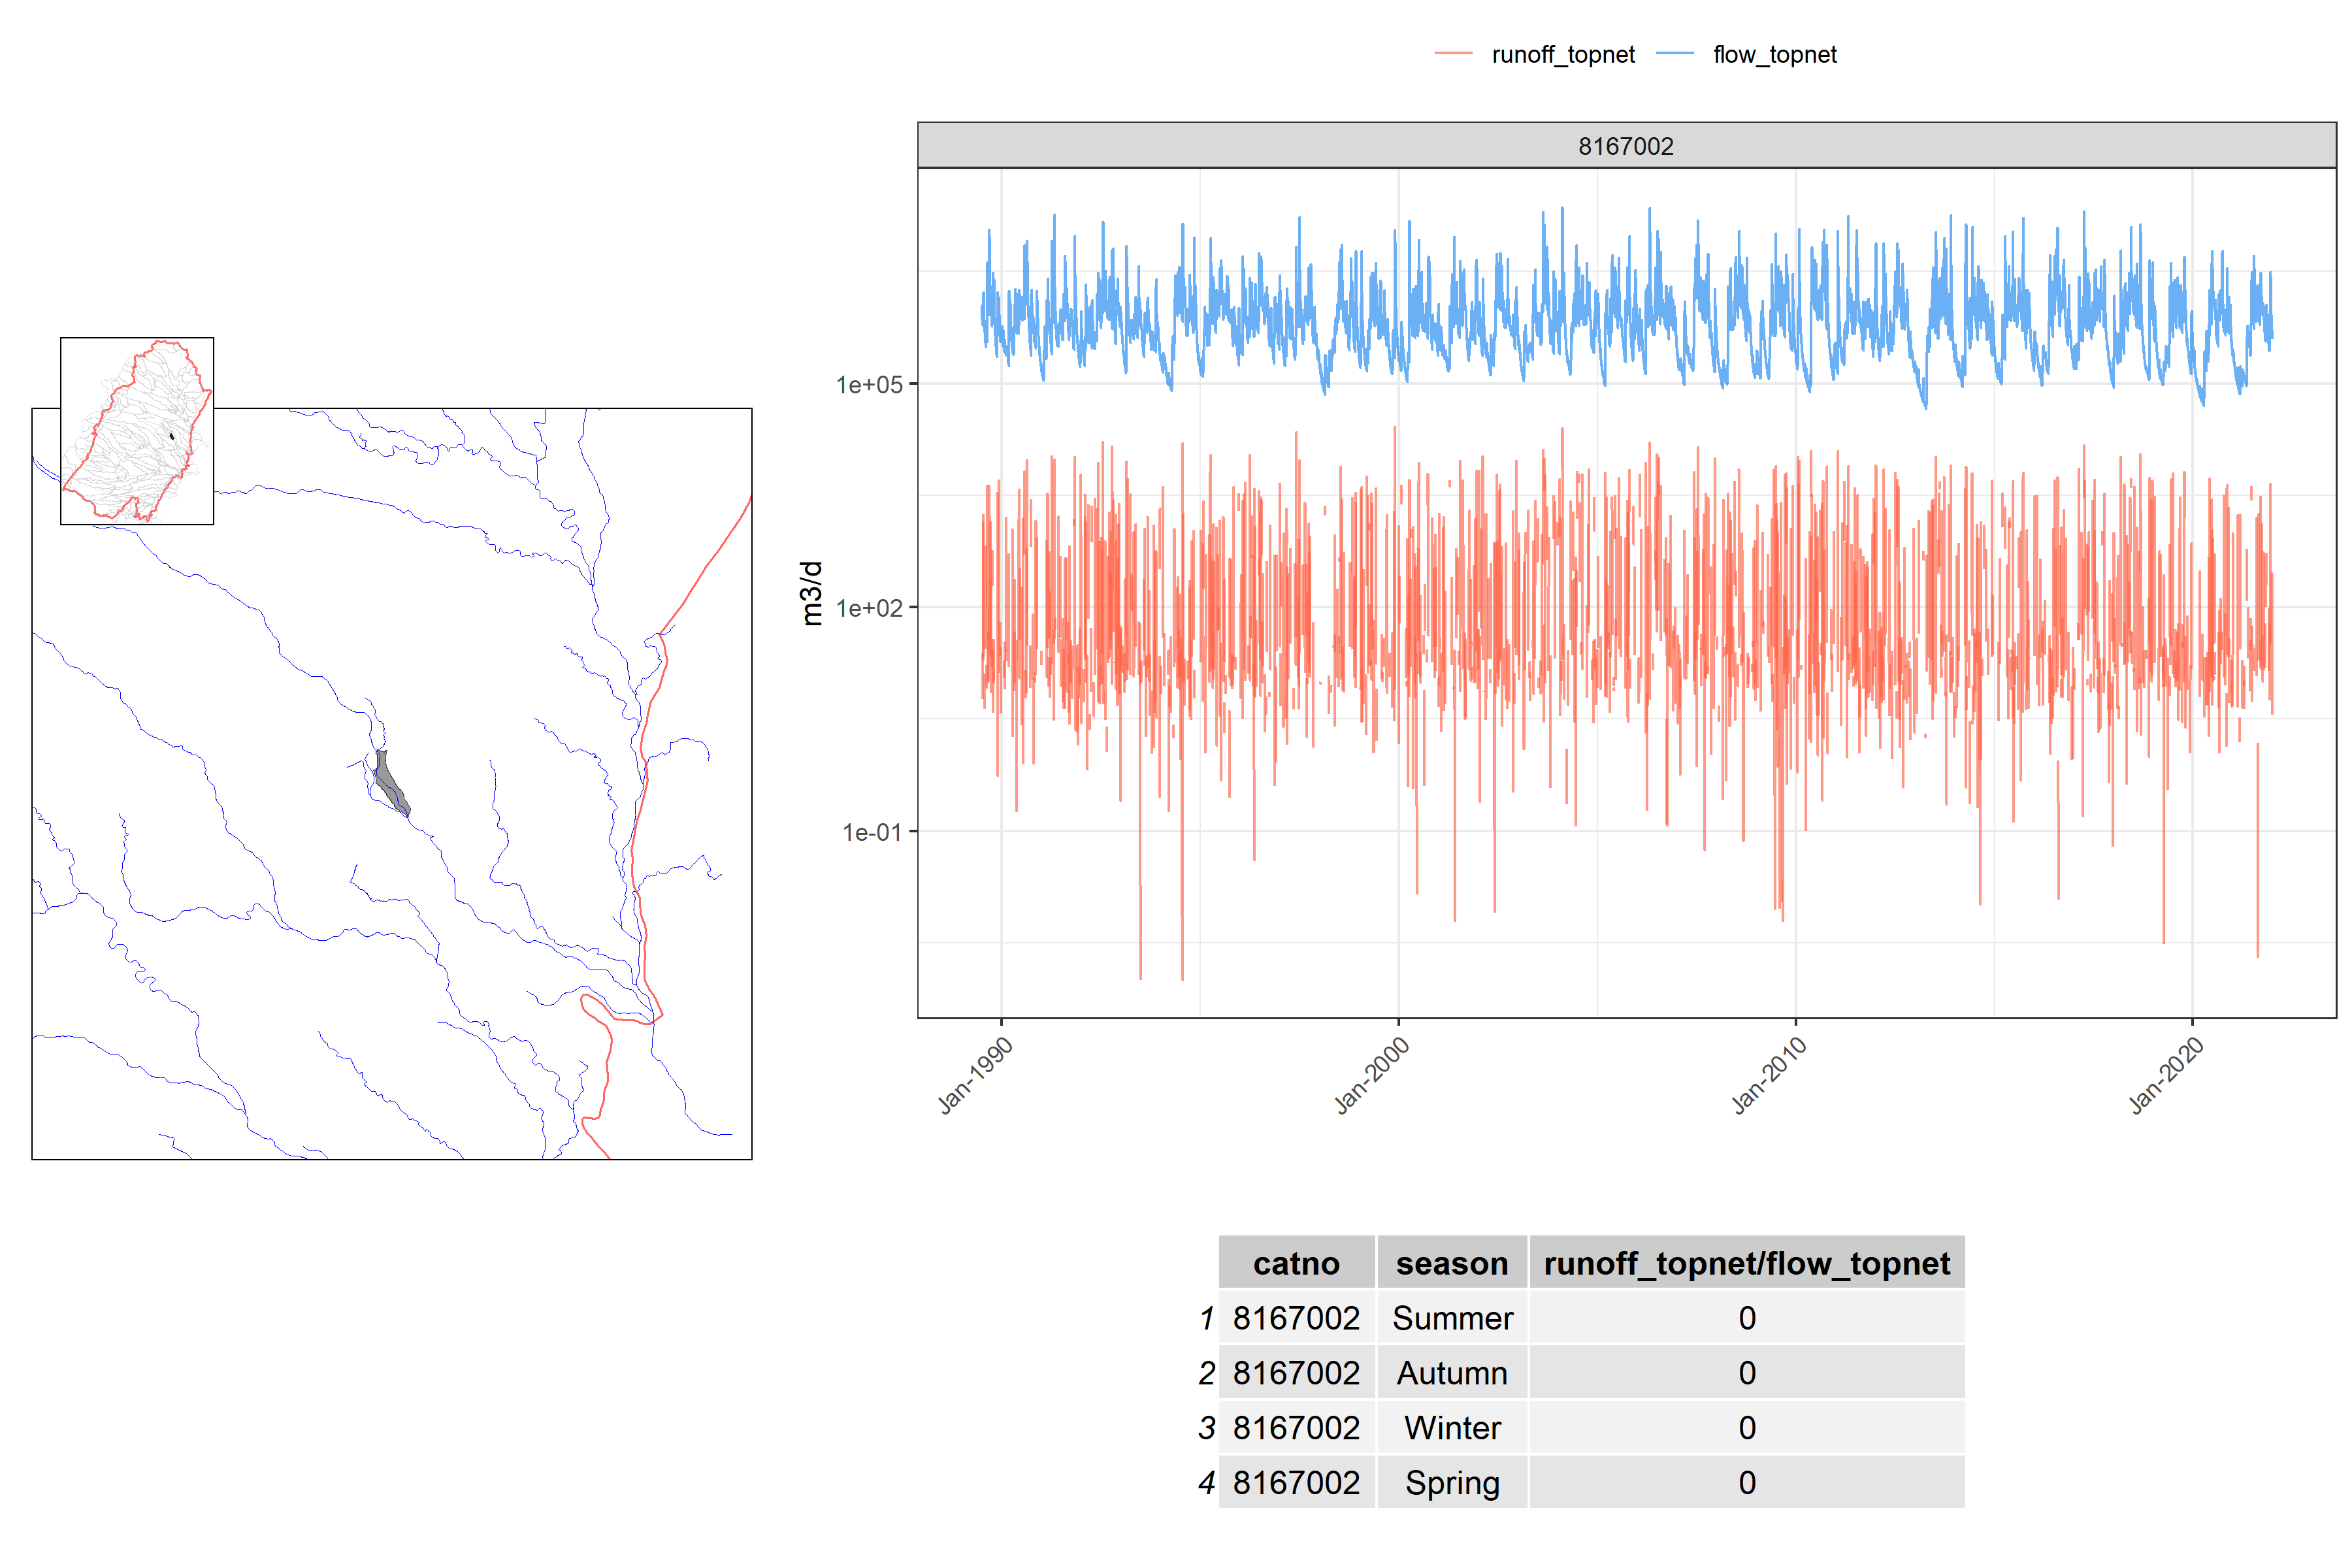 runoff_topnet flow_topnet
8167002
m3/d
1e+05
1e+02
1e-01
Jan-1990 Jan-2000 Jan-2010 Jan-2020
catno season runoff_topnet/flow_topnet
1 8167002 Summer 0
2 8167002 Autumn 0
3 8167002 Winter 0
4 8167002 Spring 0